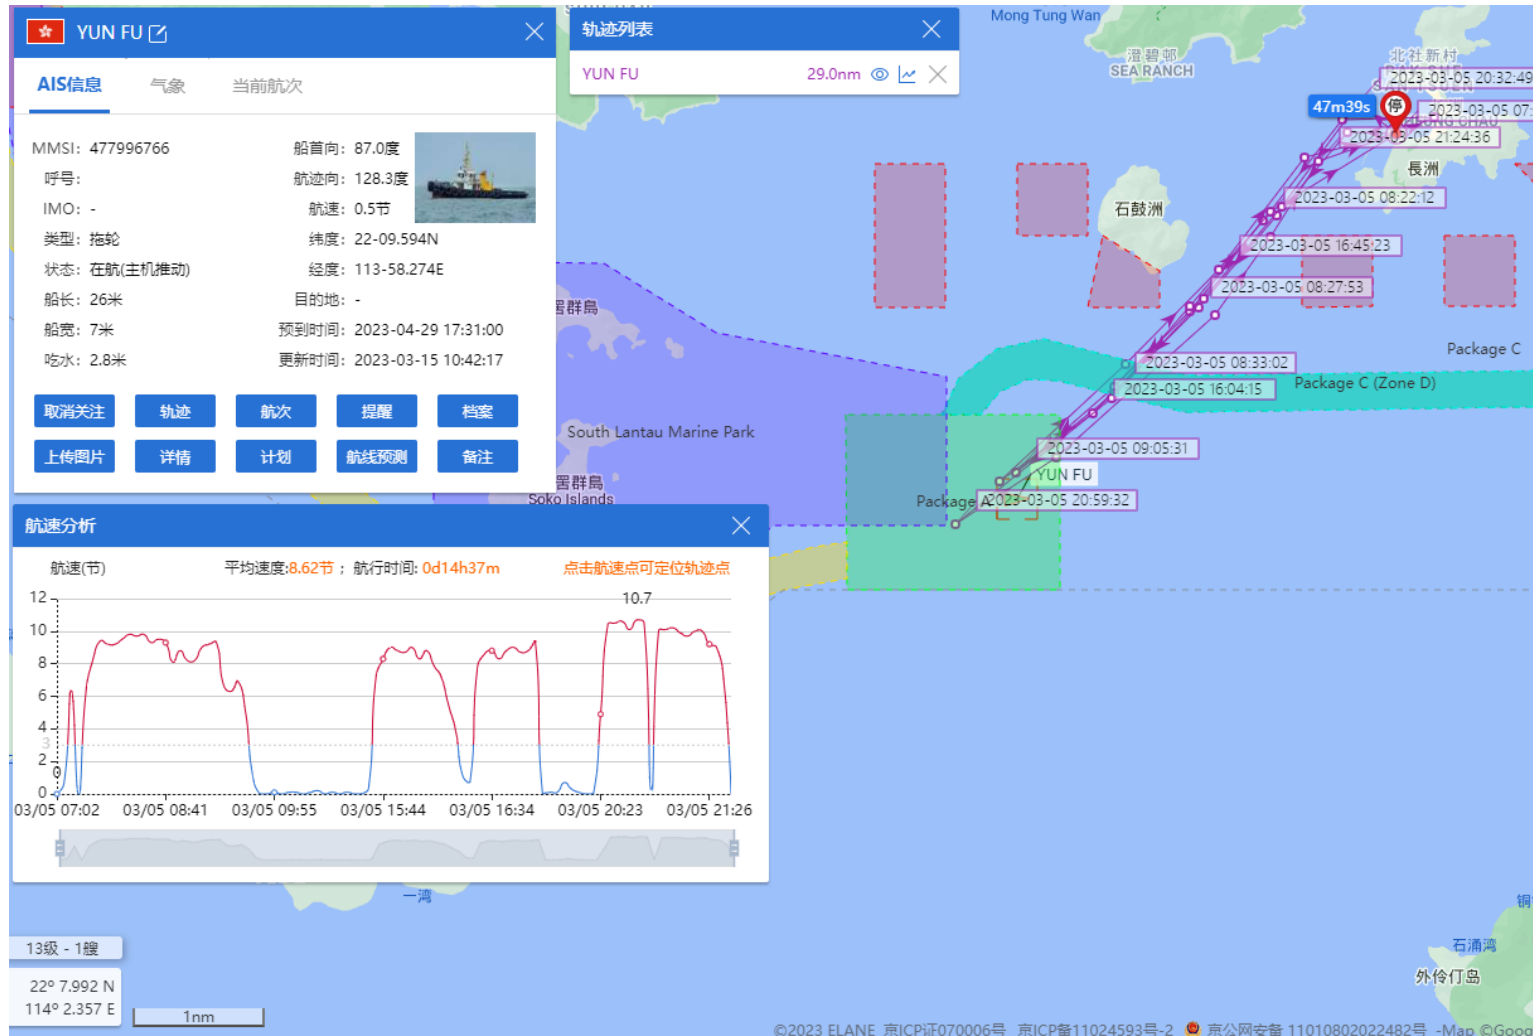 YUN FU
AIS信息 气象 当前航次
MMSI: 477996766
船首向: 87.0度
呼号:
航迹向: 128.3度
IMO: -
航速: 0.5节
类型: 拖轮
纬度: 22-09.594N
状态: 在航(主机推动)
经度: 113-58.274E
船长: 26米
目的地: -
船宽: 7米
预到时间: 2023-04-29 17:31:00
吃水: 2.8米
更新时间: 2023-03-15 10:42:17
取消关注 轨迹 航次 提醒 档案
上传图片 详情 计划 航线预测 备注
轨迹列表
YUN FU 29.0nm
Mong Tung Wan
澄碧邨
SEA RANCH
北社新村
2023-03-05 20:32:49
47m39s
停
2023-03-05 07:
2023-03-05 21:24:36
長洲
2023-03-05 08:22:12
石鼓洲
2023-03-05 16:45:23
2023-03-05 08:27:53
署群島
Package C
2023-03-05 08:33:02
Package C (Zone D)
2023-03-05 16:04:15
South Lantau Marine Park
2023-03-05 09:05:31
YUN FU
署群島
Soko Islands
Package A
2023-03-05 20:59:32
航速分析
航速(节)
平均速度:8.62节 ; 航行时间: 0d14h37m
点击航速点可定位轨迹点
10.7
12
10
8
6
4
3
2
0
0
03/05 07:02 03/05 08:41 03/05 09:55 03/05 15:44 03/05 16:34 03/05 20:23 03/05 21:26
一湾
13级 - 1艘
22º 7.992 N
114º 2.357 E
1nm
石涌湾
外伶仃岛
©2023 ELANE 京ICP证070006号 京ICP备11024593号-2 京公网安备 11010802022482号 -Map ©Goog